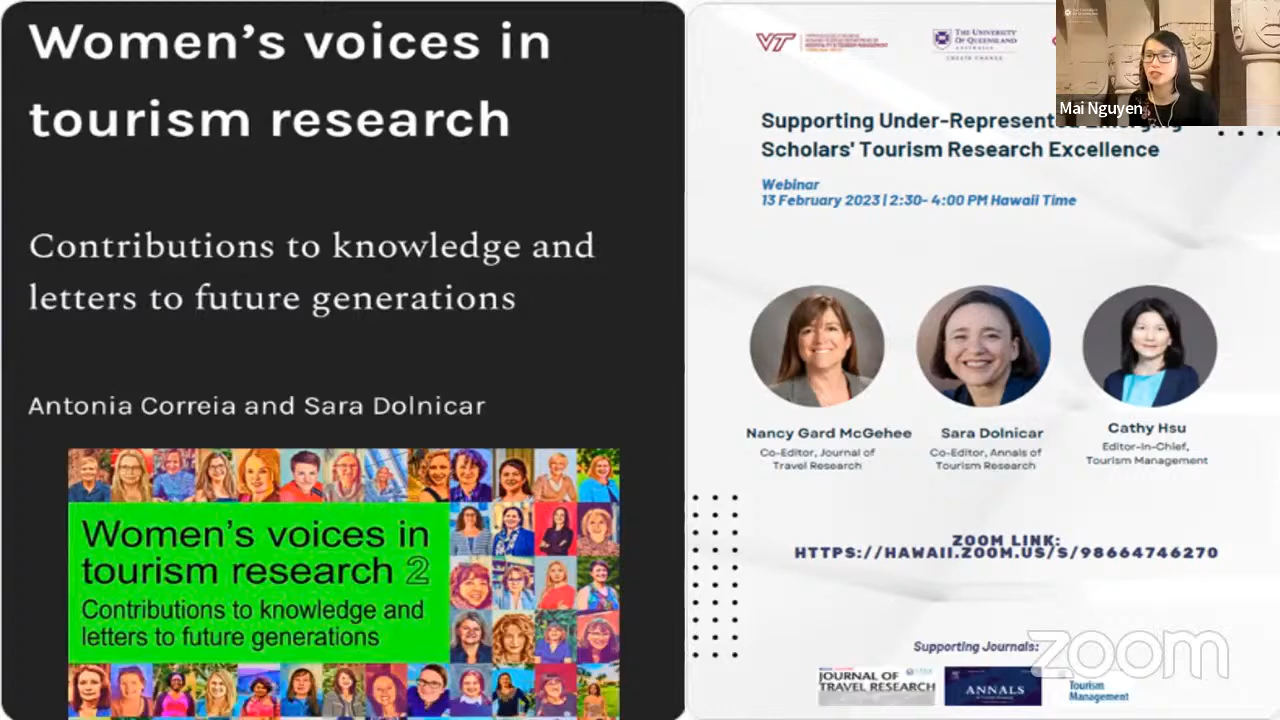 Women's voices in
tourism research
Contributions to knowledge and
letters to future generations
Antonia Correia and Sara Dolnicar
Women's voices in
tourism research 2
Contributions to knowledge and
letters to future generations
VT
THE UNIVERSITY
OF QUEENSLAND
AUSTRALIA
CREATE CHANGE
Mai Nguyen
Supporting Under-Represented Emerging
Scholars' Tourism Research Excellence
Webinar
13 February 2023 | 2:30- 4:00 PM Hawaii Time
Nancy Gard McGehee
Co-Editor, Journal of
Travel Research
Sara Dolnicar
Co-Editor, Annals of
Tourism Research
Cathy Hsu
Editor-In-Chief,
Tourism Management
ZOOM LINK:
HTTPS://HAWAII.ZOOM.US/S/98664746270
Supporting Journals:
zoom
JOURNAL OF
TRAVEL RESEARCH
ANNALS
Tourism
Management